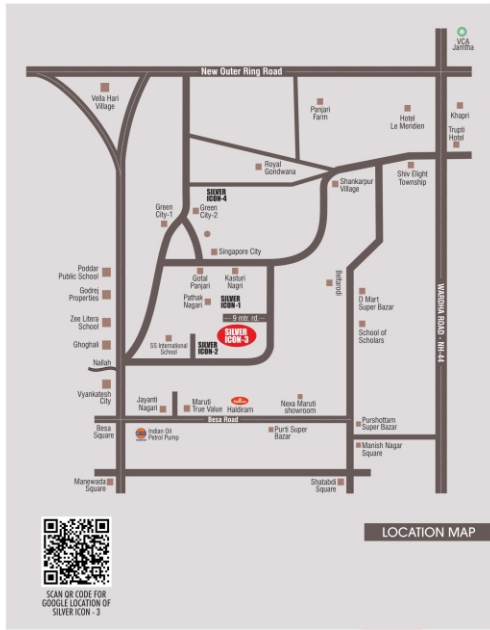 VCA
Jamtha
New Outer Ring Road
Vella Hari
Village
Panjari
Farm
Hotel
Le Meridien
Khapri
Trupti
Hotel
Royal
Gondwana
Shankarpur
Village
Shiv Elight
Township
SILVER
ICON-4
Green
City-1
Green
City-2
Singapore City
Poddar
Public School
Gotal
Panjari
Kasturi
Nagri
Beltarodi
Godrej
Properties
Pathak
Nagari
SILVER
ICON-1
D Mart
Super Bazar
WARDHA ROAD - NH-44
9 mtr. rd.
Zee Litera
School
SILVER
ICON-3
School of
Scholars
Ghoghali
SS International
School
SILVER
ICON-2
Nallah
Vyankatesh
City
Jayanti
Nagari
Maruti
True Value
Haldiram
Nexa Maruti
showroom
Besa Road
Besa
Square
Indian Oil
Petrol Pump
Purti Super
Bazar
Purshottam
Super Bazar
Manish Nagar
Square
Manewada
Square
Shatabdi
Square
LOCATION MAP
SCAN QR CODE FOR
GOOGLE LOCATION OF
SILVER ICON - 3